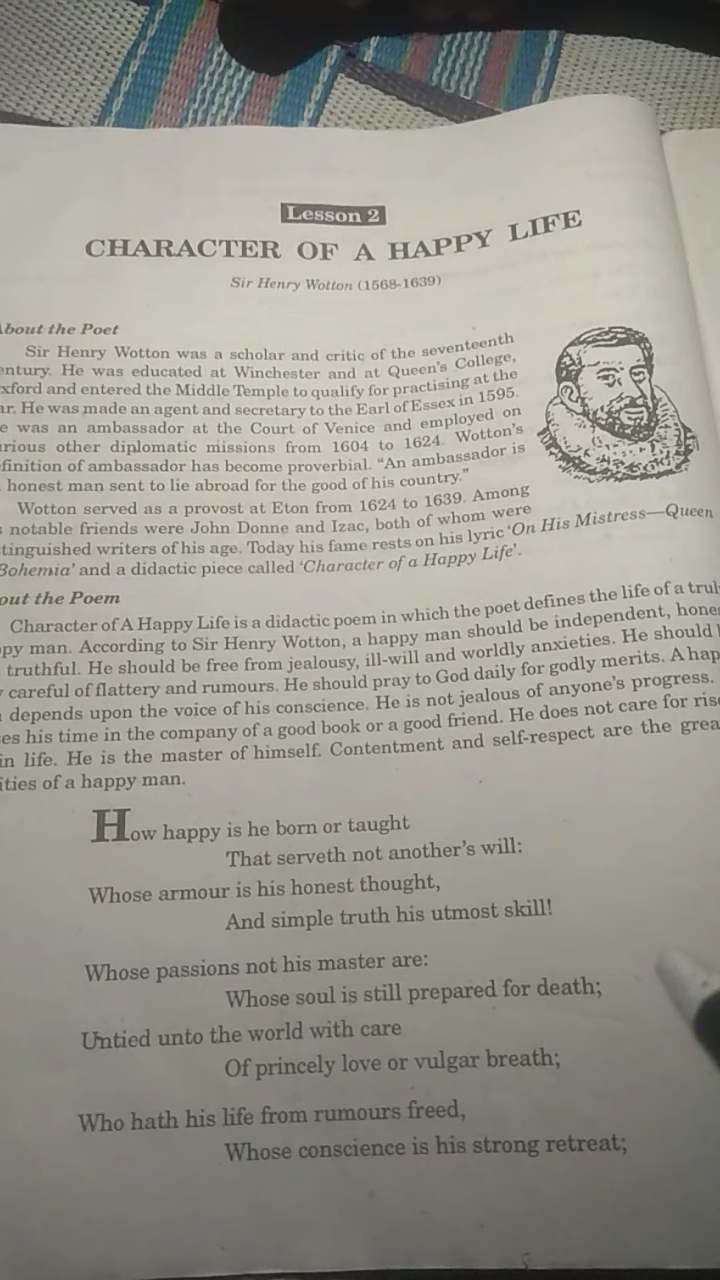 Lesson 2
CHARACTER OF A HAPPY LIFE
Sir Henry Wotton (1568-1639)
About the Poet
Sir Henry Wotton was a scholar and critic of the seventeenth
entury. He was educated at Winchester and at Queen's College,
xford and entered the Middle Temple to qualify for practising at the
ar. He was made an agent and secretary to the Earl of Essex in 1595.
e was an ambassador at the Court of Venice and employed on
rious other diplomatic missions from 1604 to 1624. Wotton's
finition of ambassador has become proverbial. "An ambassador is
honest man sent to lie abroad for the good of his country."
Wotton served as a provost at Eton from 1624 to 1639. Among
s notable friends were John Donne and Izac, both of whom were
tinguished writers of his age. Today his fame rests on his lyric 'On His Mistress—Queen
Bohemia' and a didactic piece called 'Character of a Happy Life'.
out the Poem
Character of A Happy Life is a didactic poem in which the poet defines the life of a trul
py man. According to Sir Henry Wotton, a happy man should be independent, hone
truthful. He should be free from jealousy, ill-will and worldly anxieties. He should
careful of flattery and rumours. He should pray to God daily for godly merits. A hap
depends upon the voice of his conscience. He is not jealous of anyone's progress.
es his time in the company of a good book or a good friend. He does not care for rise
in life. He is the master of himself. Contentment and self-respect are the grea
ities of a happy man.
How happy is he born or taught
That serveth not another's will:
Whose armour is his honest thought,
And simple truth his utmost skill!
Whose passions not his master are:
Whose soul is still prepared for death;
Untied unto the world with care
Of princely love or vulgar breath;
Who hath his life from rumours freed,
Whose conscience is his strong retreat;